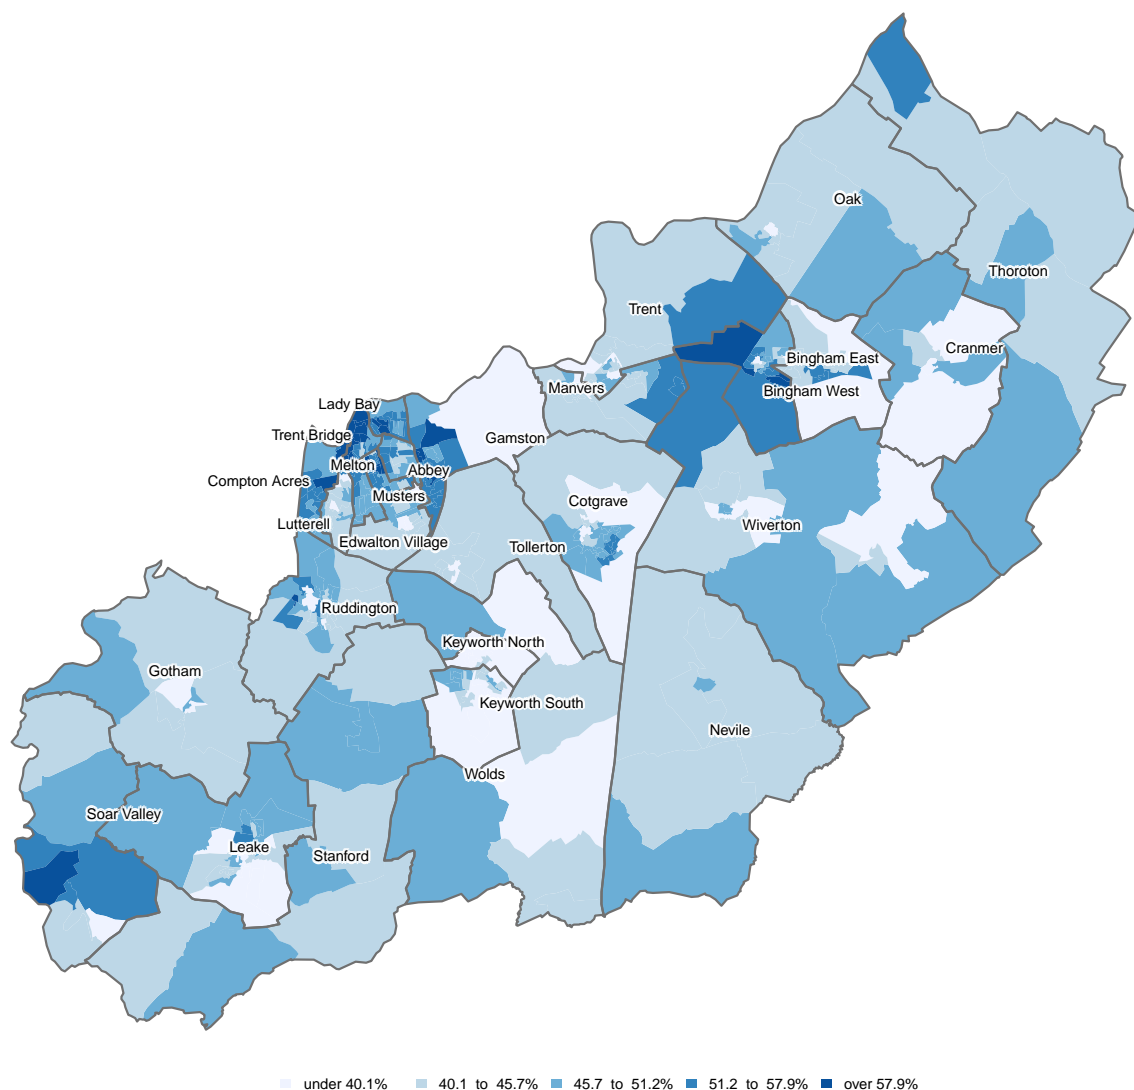 Oak
Thoroton
Trent
Cranmer
Bingham East
Manvers
Bingham West
Lady Bay
Trent Bridge
Gamston
Melton
Abbey
Compton Acres
Musters
Cotgrave
Lutterell
Wiverton
Edwalton Village
Tollerton
Ruddington
Keyworth North
Gotham
Keyworth South
Nevile
Wolds
Soar Valley
Leake
Stanford
under 40.1% 40.1 to 45.7% 45.7 to 51.2% 51.2 to 57.9% over 57.9%